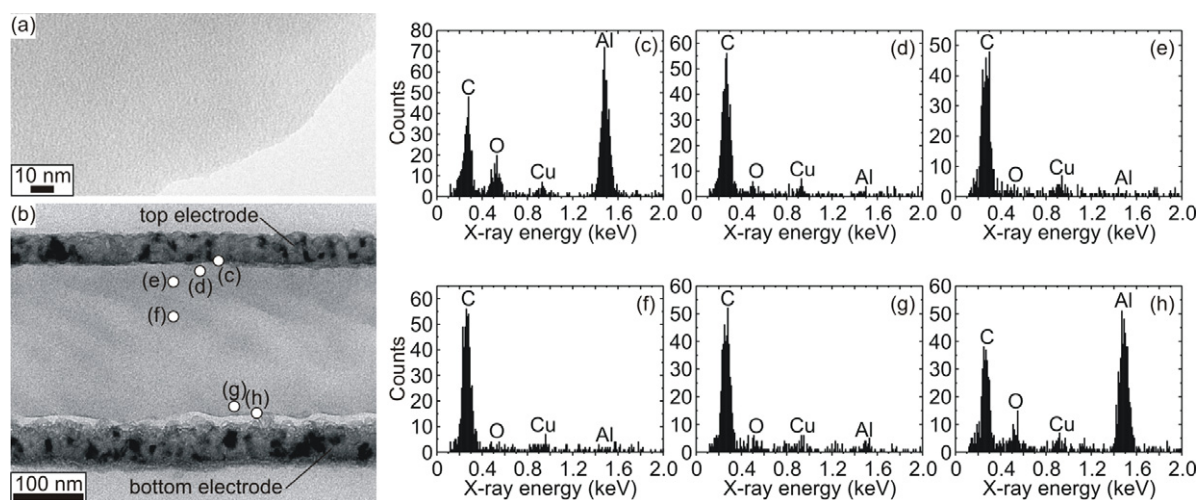 (a)
10 nm
(b)
top electrode
(c)
(d)
(e)
(f)
(g)
(h)
bottom electrode
100 nm
80
70
60
50
40
30
20
10
0
Counts
C
O
Cu
Al
(c)
0 0.4 0.8 1.2 1.6 2.0
X-ray energy (keV)
60
50
40
30
20
10
0
C
O
Cu
Al
(d)
0 0.4 0.8 1.2 1.6 2.0
X-ray energy (keV)
50
40
30
20
10
0
C
O
Cu
Al
(e)
0 0.4 0.8 1.2 1.6 2.0
X-ray energy (keV)
60
50
40
30
20
10
0
Counts
C
O
Cu
Al
(f)
0 0.4 0.8 1.2 1.6 2.0
X-ray energy (keV)
60
50
40
30
20
10
0
C
O
Cu
Al
(g)
0 0.4 0.8 1.2 1.6 2.0
X-ray energy (keV)
60
50
40
30
20
10
0
C
O
Cu
Al
(h)
0 0.4 0.8 1.2 1.6 2.0
X-ray energy (keV)